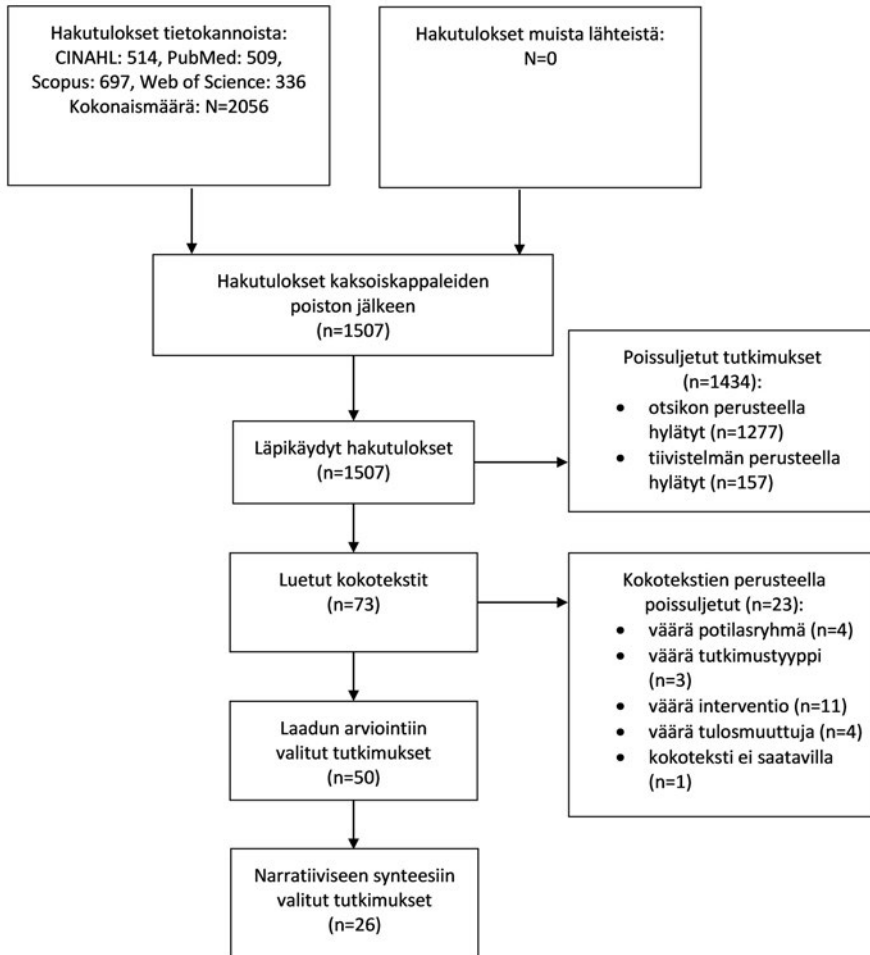 Hakutulokset tietokannoista:
CINAHL: 514, PubMed: 509,
Scopus: 697, Web of Science: 336
Kokonaismäärä: N=2056
Hakutulokset muista lähteistä:
N=0
Hakutulokset kaksoiskappaleiden
poiston jälkeen
(n=1507)
Poissuljetut tutkimukset
(n=1434):
• otsikon perusteella
hylätyt (n=1277)
• tiivistelmän perusteella
hylätyt (n=157)
Läpikäydyt hakutulokset
(n=1507)
Luetut kokotekstit
(n=73)
Kokotekstien perusteella
poissuljetut (n=23):
• väärä potilasryhmä (n=4)
• väärä tutkimustyyppi
(n=3)
• väärä interventio (n=11)
• väärä tulosmuuttuja (n=4)
• kokoteksti ei saatavilla
(n=1)
Laadun arviointiin
valitut tutkimukset
(n=50)
Narratiiviseen synteesiin
valitut tutkimukset
(n=26)